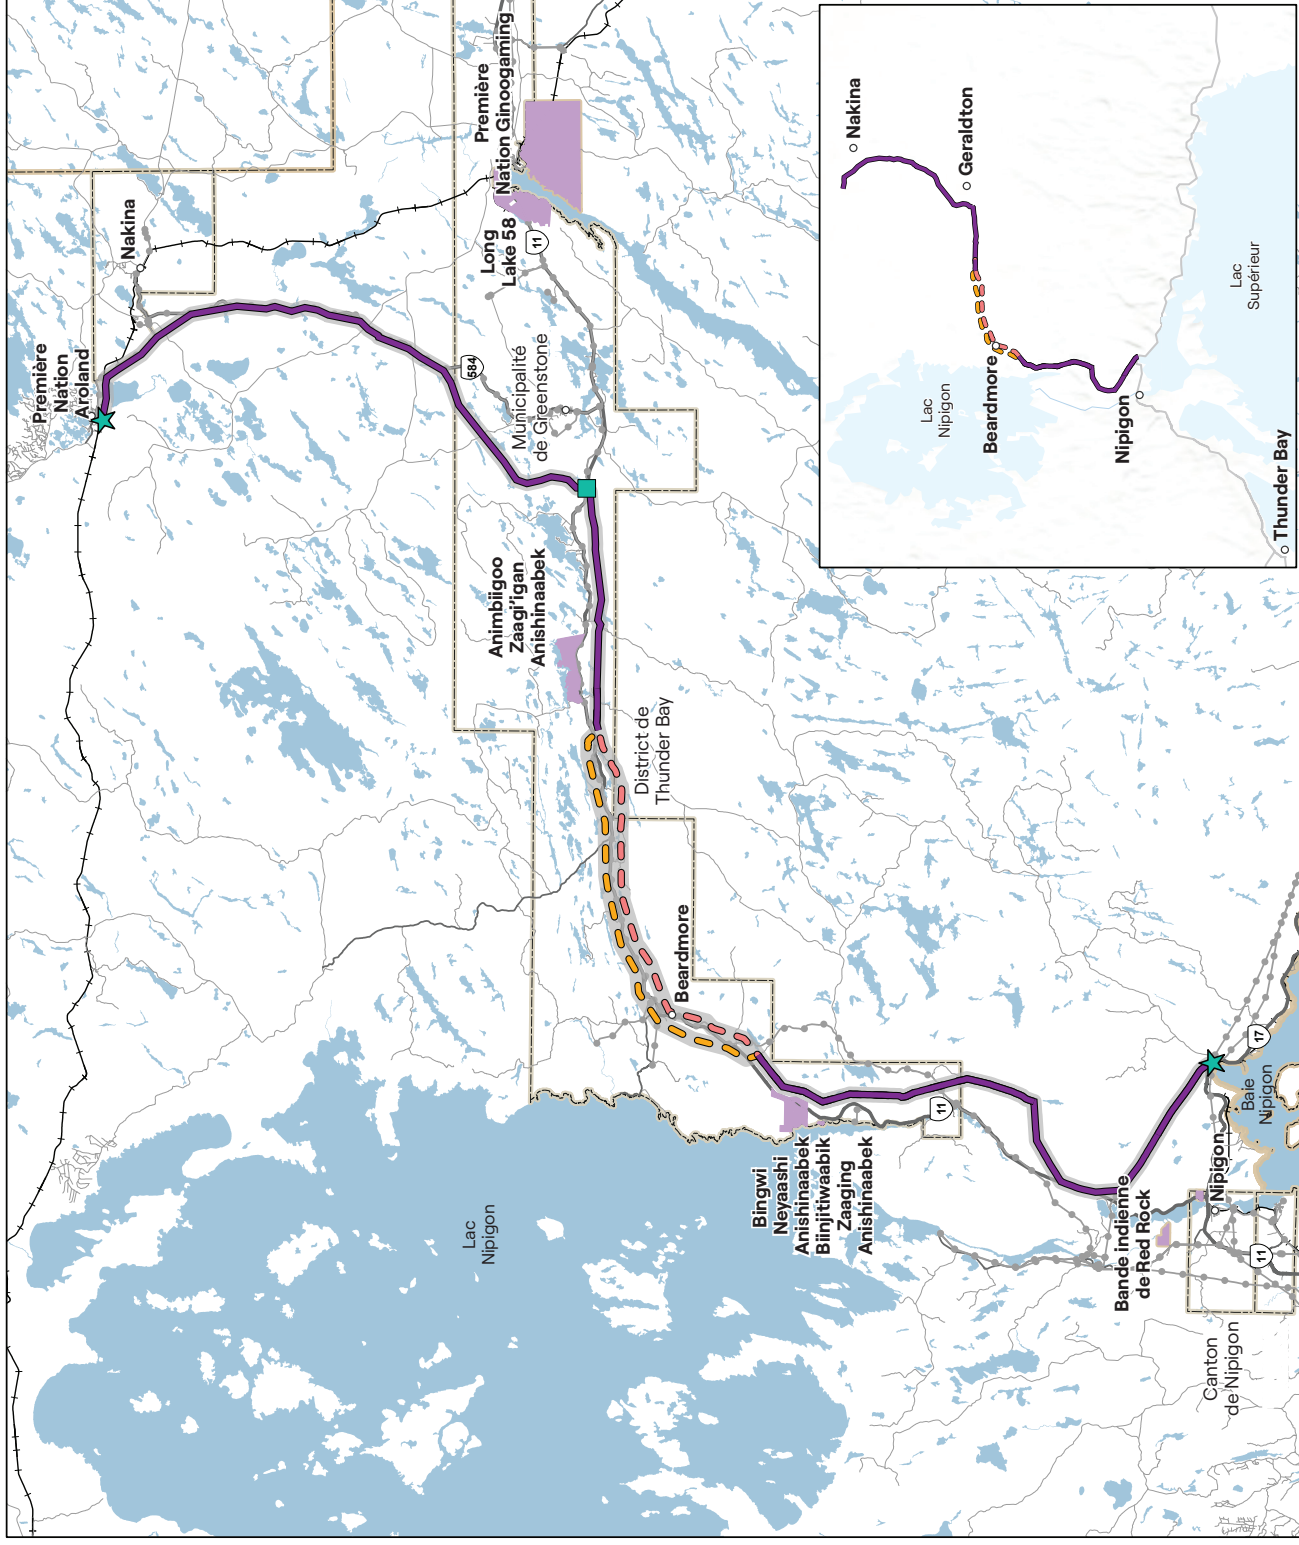 Première
Nation
Aroland
Nakina
Première
Nation Ginoogaming
Long
Lake 58
11
584
Municipalité
de Greenstone
Animbiigoo
Zaagi'igan
Anishinaabek
District de
Thunder Bay
Beardmore
Lac
Nipigon
Bingwi
Neyaashi
Anishinaabek
Biinjitiwaabik
Zaaging
Anishinaabek
11
Bande indienne
de Red Rock
Nipigon
Baie
Nipigon
17
11
Canton
de Nipigon
Nakina
Geraldton
Beardmore
Lac
Nipigon
Nipigon
Lac
Supérieur
Thunder Bay